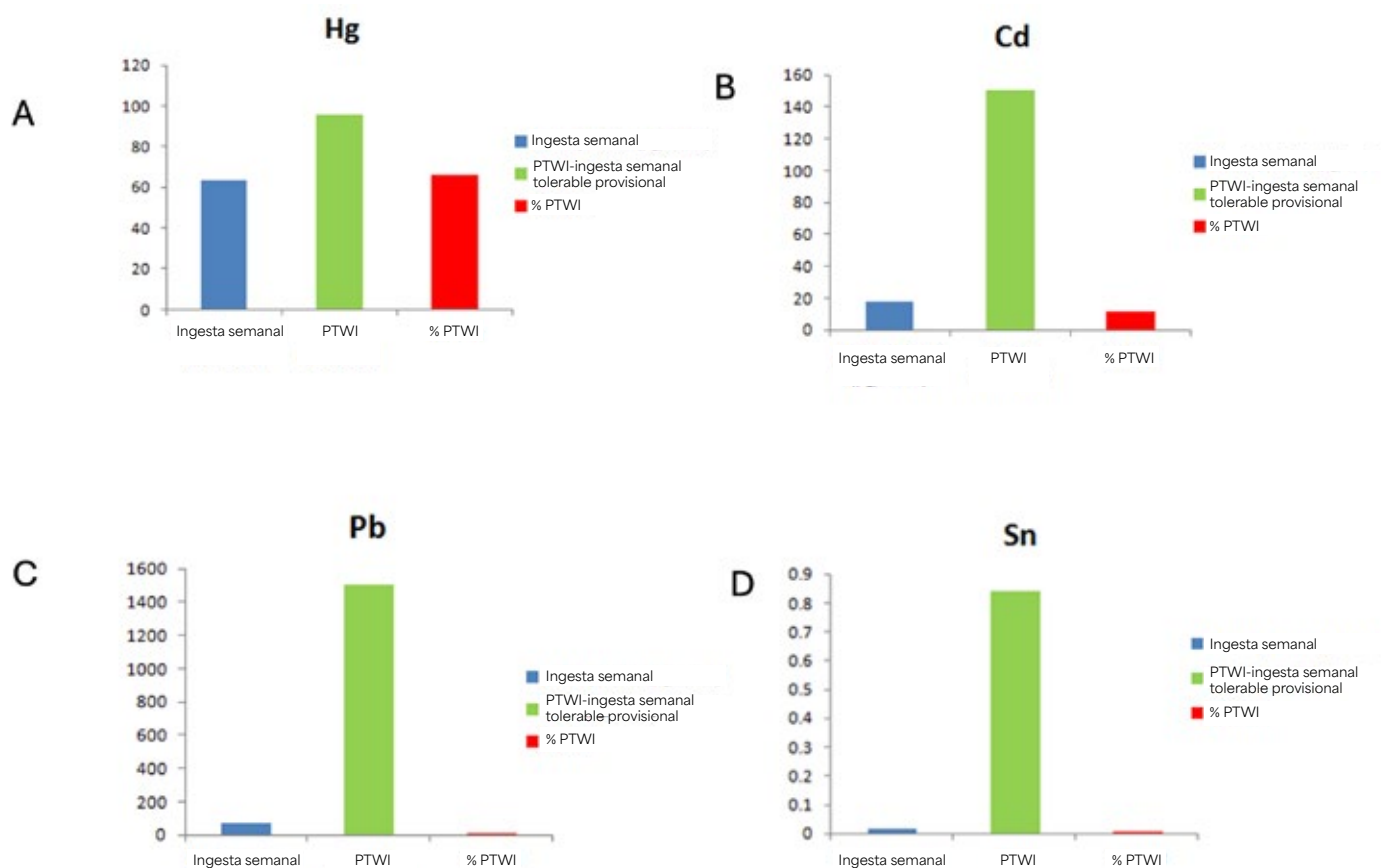 Hg
A
120
100
80
60
40
20
0
Ingesta semanal
PTWI
% PTWI
Ingesta semanal
PTWI-ingesta semanal
tolerable provisional
% PTWI
Cd
B
160
140
120
100
80
60
40
20
0
Ingesta semanal
PTWI
% PTWI
Ingesta semanal
PTWI-ingesta semanal
tolerable provisional
% PTWI
Pb
C
1600
1400
1200
1000
800
600
400
200
0
Ingesta semanal
PTWI
% PTWI
Ingesta semanal
PTWI-ingesta semanal
tolerable provisional
% PTWI
Sn
D
0.9
0.8
0.7
0.6
0.5
0.4
0.3
0.2
0.1
0
Ingesta semanal
PTWI
% PTWI
Ingesta semanal
PTWI-ingesta semanal
tolerable provisional
% PTWI